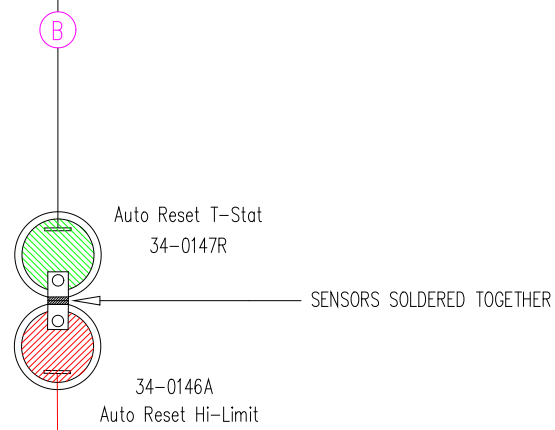 B
Auto Reset T-Stat
34-0147R
SENSORS SOLDERED TOGETHER
34-0146A
Auto Reset Hi-Limit